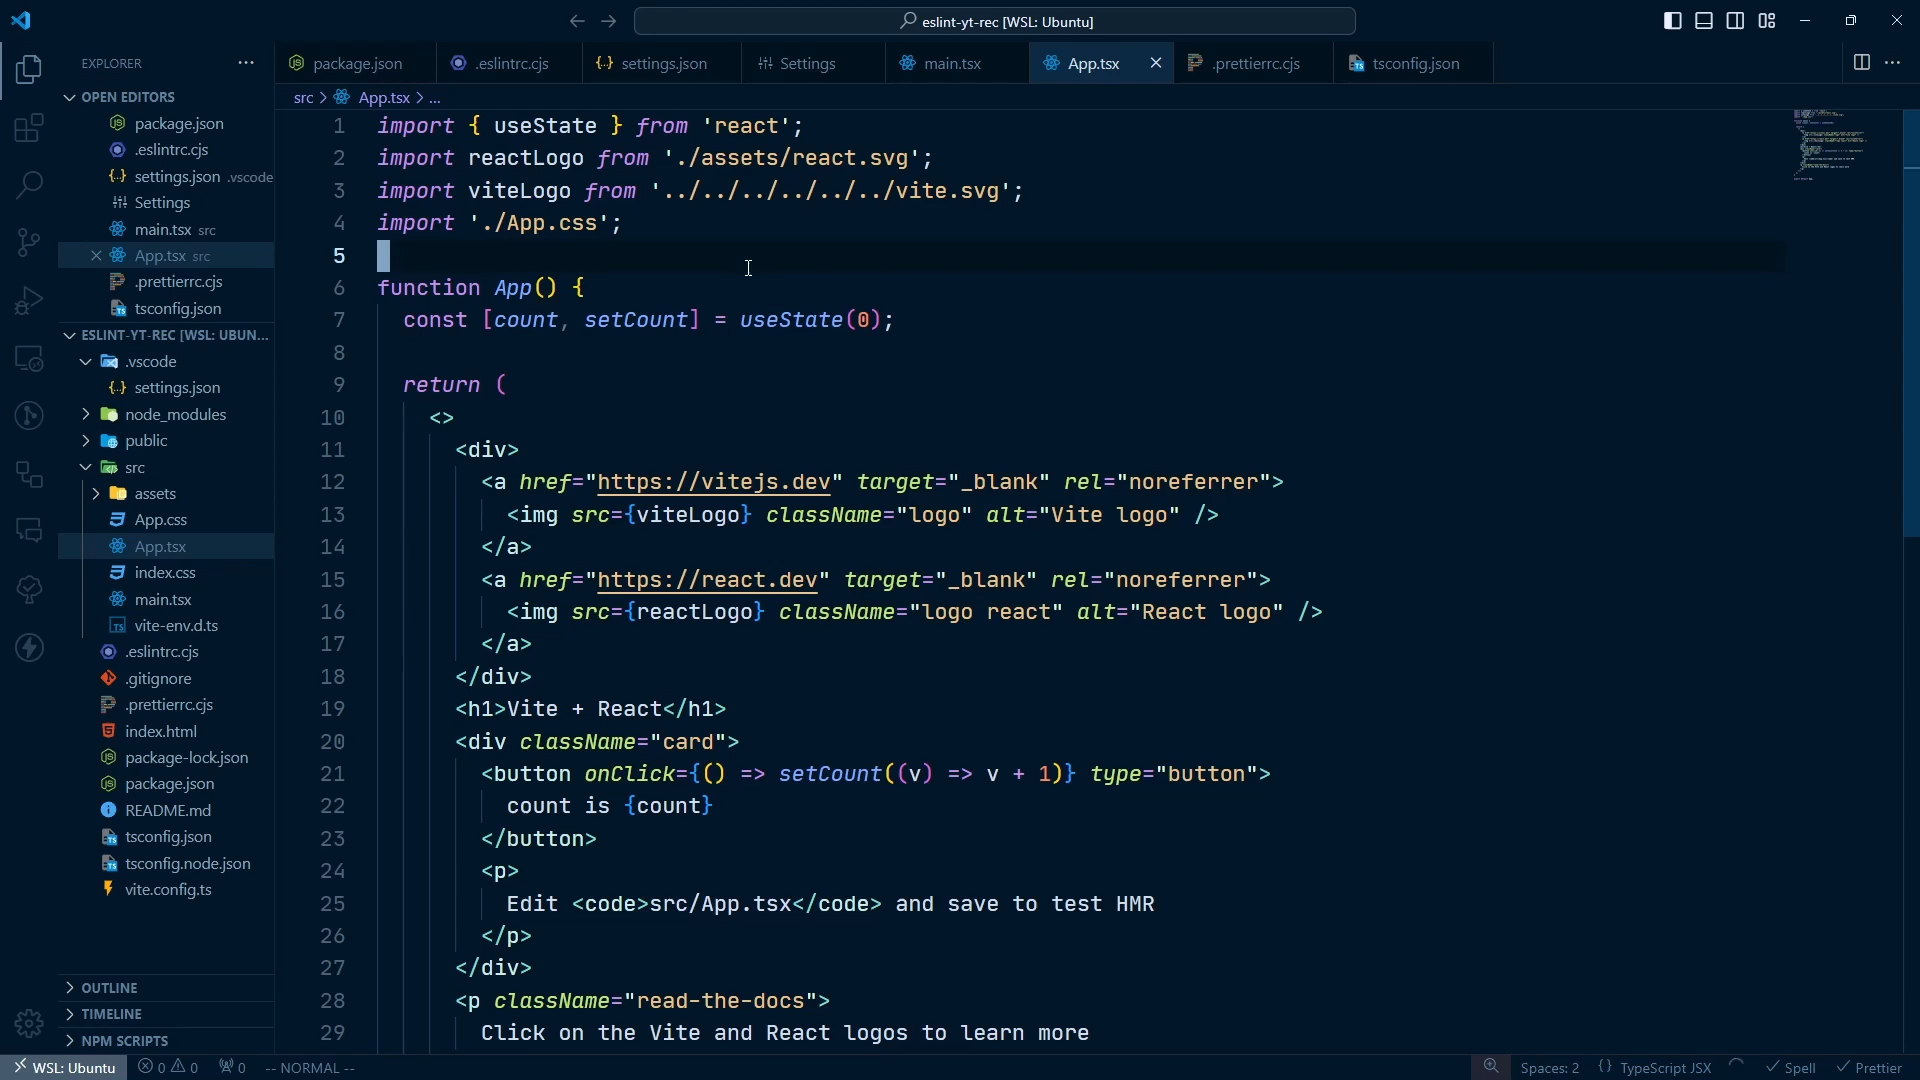 eslint-yt-rec [WSL: Ubuntu]
EXPLORER
package.json
.eslintrc.cjs
settings.json
Settings
main.tsx
App.tsx
.prettierrc.cjs
tsconfig.json
OPEN EDITORS
package.json
.eslintrc.cjs
settings.json .vscode
Settings
main.tsx src
App.tsx src
.prettierrc.cjs
tsconfig.json
ESLINT-YT-REC [WSL: UBUN...
.vscode
settings.json
node_modules
public
src
assets
App.css
App.tsx
index.css
main.tsx
vite-env.d.ts
.eslintrc.cjs
.gitignore
.prettierrc.cjs
index.html
package-lock.json
package.json
README.md
tsconfig.json
tsconfig.node.json
vite.config.ts
OUTLINE
TIMELINE
NPM SCRIPTS
src > App.tsx > ...
1 import { useState } from 'react';
2 import reactLogo from './assets/react.svg';
3 import viteLogo from '../../../../../../vite.svg';
4 import './App.css';
5
6 function App() {
7 const [count, setCount] = useState(0);
8
9 return (
10 <>
11 <div>
12 <a href="https://vitejs.dev" target="_blank" rel="noreferrer">
13 <img src={viteLogo} className="logo" alt="Vite logo" />
14 </a>
15 <a href="https://react.dev" target="_blank" rel="noreferrer">
16 <img src={reactLogo} className="logo react" alt="React logo" />
17 </a>
18 </div>
19 <h1>Vite + React</h1>
20 <div className="card">
21 <button onClick={() => setCount((v) => v + 1)} type="button">
22 count is {count}
23 </button>
24 <p>
25 Edit <code>src/App.tsx</code> and save to test HMR
26 </p>
27 </div>
28 <p className="read-the-docs">
29 Click on the Vite and React logos to learn more
WSL: Ubuntu 0 0 0 -- NORMAL -- Spaces: 2 {} TypeScript JSX Spell Prettier